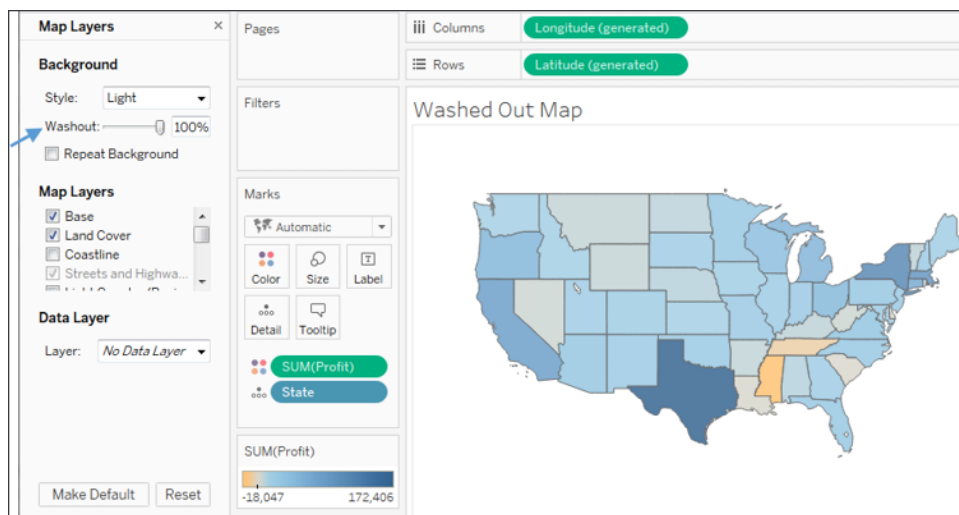 Map Layers ×
Background
Style: Light
Washout: 100%
Repeat Background
Map Layers
Base
Land Cover
Coastline
Streets and Highwa...
Data Layer
Layer: No Data Layer
Make Default Reset
Pages
Filters
Marks
Automatic
Color Size Label
Detail Tooltip
SUM(Profit)
State
SUM(Profit)
-18,047 172,406
Columns Longitude (generated)
Rows Latitude (generated)
Washed Out Map